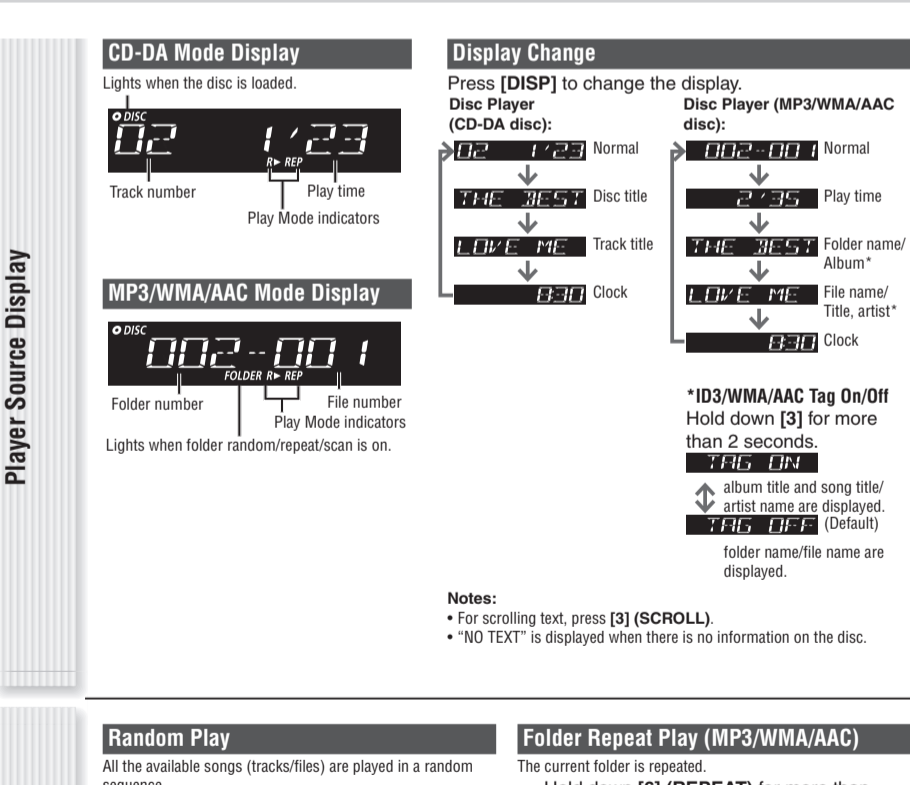 Player Source Display
CD-DA Mode Display
Lights when the disc is loaded.
DISC
02 1'23
R▶ REP
Track number
Play time
Play Mode indicators
MP3/WMA/AAC Mode Display
DISC
002--001
FOLDER R▶ REP
Folder number
File number
Play Mode indicators
Lights when folder random/repeat/scan is on.
Display Change
Press [DISP] to change the display.
Disc Player
(CD-DA disc):
02 1'23 Normal
THE BEST Disc title
LOVE ME Track title
8:30 Clock
Disc Player (MP3/WMA/AAC
disc):
002--001 Normal
2'35 Play time
THE BEST Folder name/
Album*
LOVE ME File name/
Title, artist*
8:30 Clock
*ID3/WMA/AAC Tag On/Off
Hold down [3] for more
than 2 seconds.
TAG ON
album title and song title/
artist name are displayed.
TAG OFF (Default)
folder name/file name are
displayed.
Notes:
• For scrolling text, press [3] (SCROLL).
• “NO TEXT” is displayed when there is no information on the disc.
Random Play
All the available songs (tracks/files) are played in a random
sequence
Folder Repeat Play (MP3/WMA/AAC)
The current folder is repeated.
Hold down [6] (REPEAT) for more than